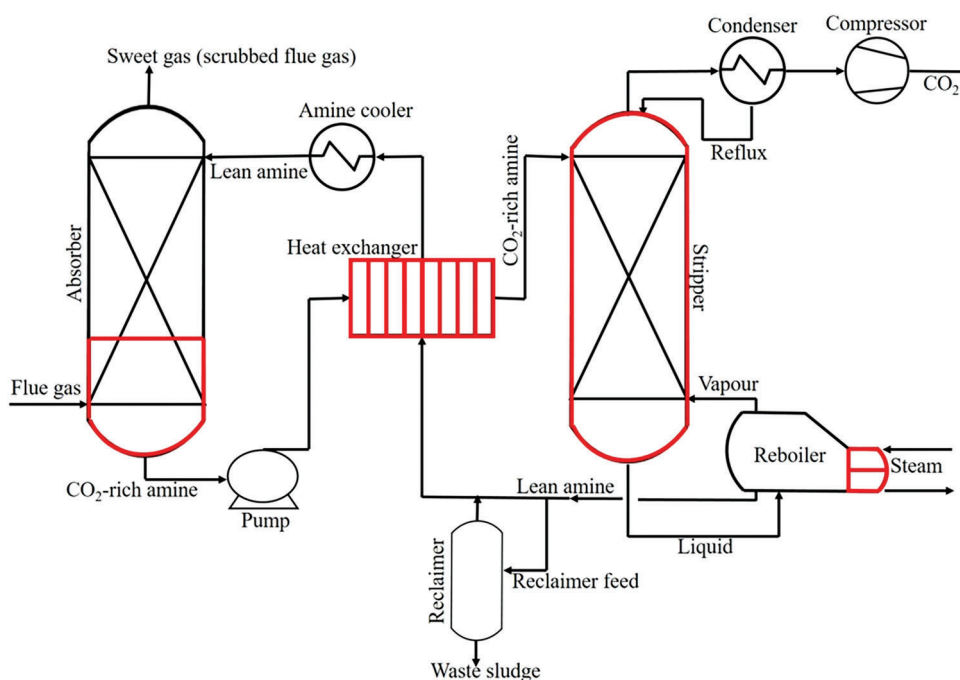 Condenser
Compressor
Sweet gas (scrubbed flue gas)
CO₂
Amine cooler
Reflux
Lean amine
CO₂-rich amine
Heat exchanger
Absorber
Stripper
Flue gas
Vapour
Reboiler
Steam
CO₂-rich amine
Lean amine
Pump
Liquid
Reclaimer
Reclaimer feed
Waste sludge